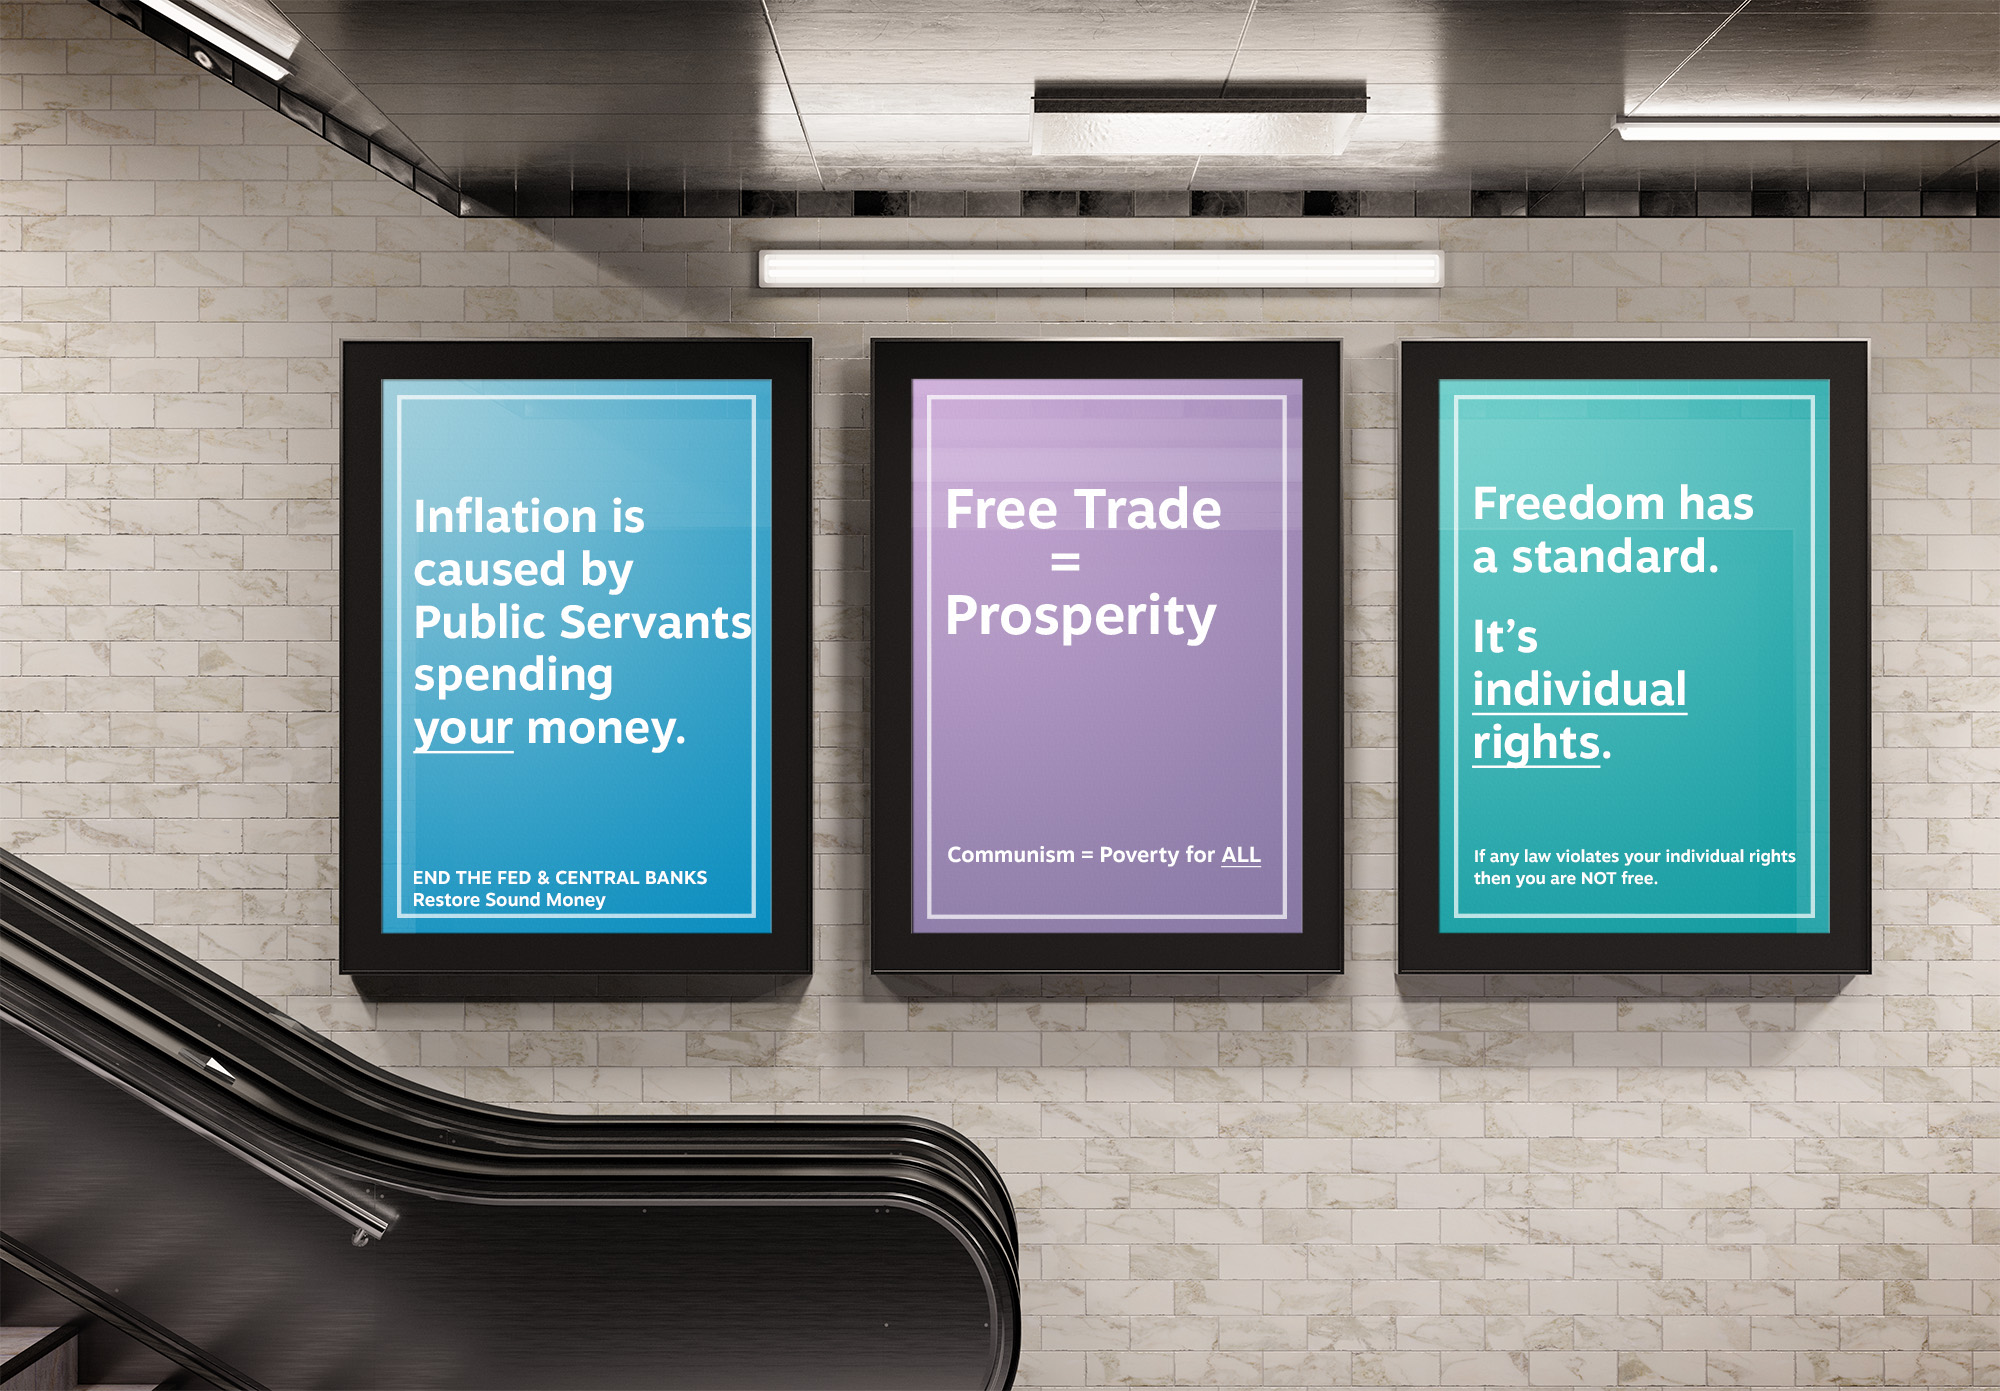 Inflation is
caused by
Public Servants
spending
your money.
END THE FED & CENTRAL BANKS
Restore Sound Money
Free Trade
=
Prosperity
Communism = Poverty for ALL
Freedom has
a standard.
It’s
individual
rights.
If any law violates your individual rights
then you are NOT free.